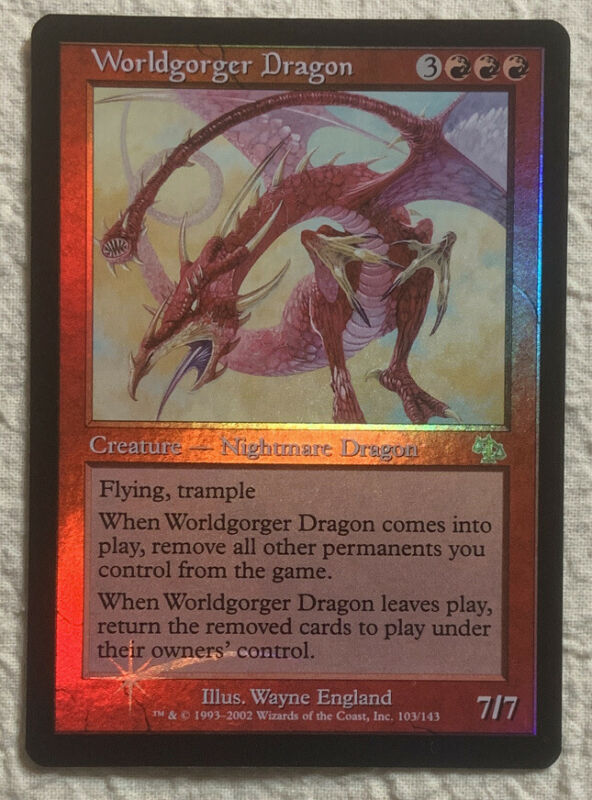 Worldgorger Dragon 3
Creature — Nightmare Dragon
Flying, trample
When Worldgorger Dragon comes into
play, remove all other permanents you
control from the game.
When Worldgorger Dragon leaves play,
return the removed cards to play under
their owners' control.
Illus. Wayne England
™ & © 1993–2002 Wizards of the Coast, Inc. 103/143
7/7